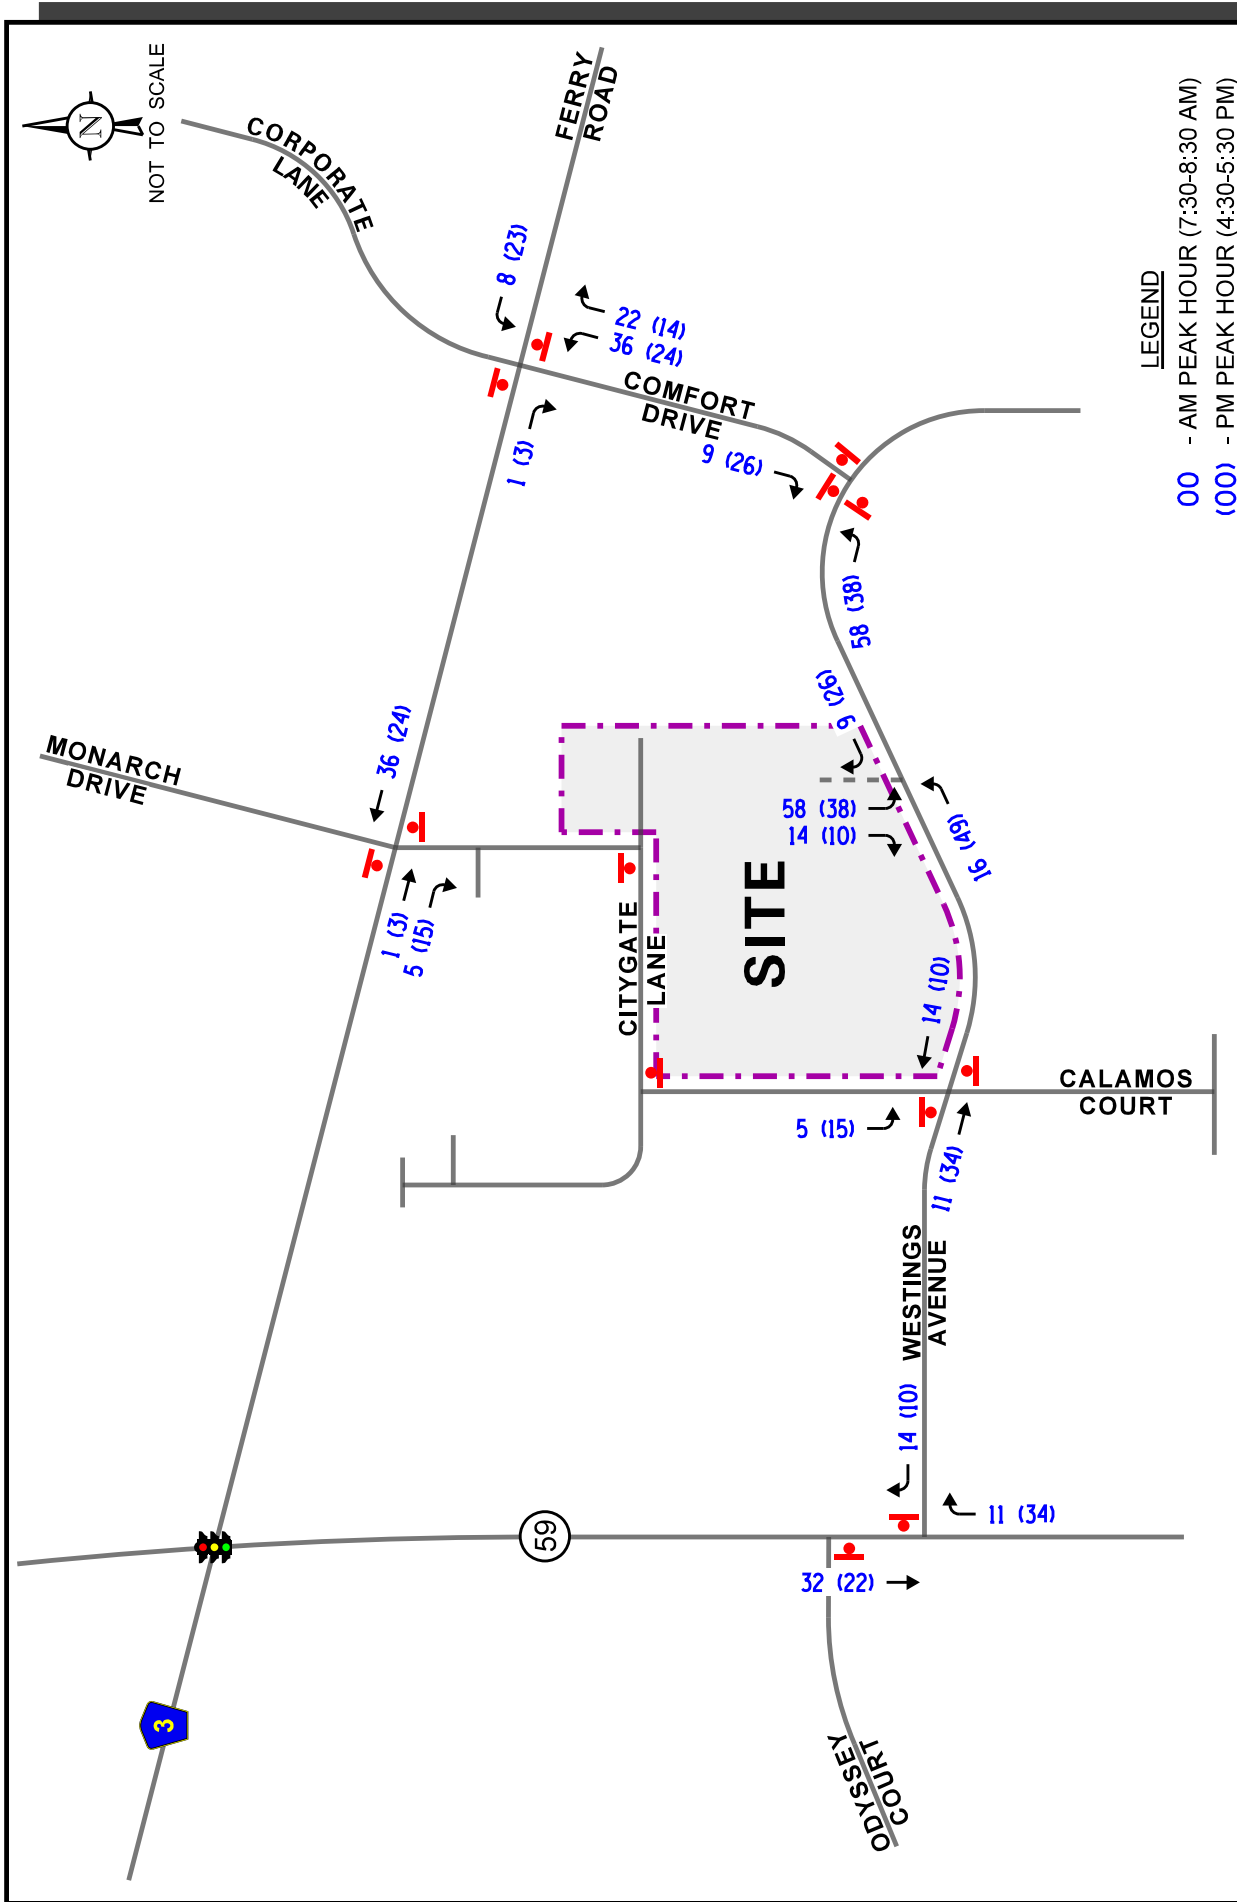 N
NOT TO SCALE
CORPORATE
LANE
FERRY
ROAD
8 (23)
22 (14)
36 (24)
COMFORT
DRIVE
1 (3)
9 (26)
LEGEND
00 - AM PEAK HOUR (7:30-8:30 AM)
(00) - PM PEAK HOUR (4:30-5:30 PM)
58 (38)
9 (26)
MONARCH
DRIVE
36 (24)
58 (38)
14 (10)
16 (49)
1 (3)
5 (15)
CITYGATE
LANE
SITE
14 (10)
CALAMOS
COURT
5 (15)
11 (34)
WESTINGS
AVENUE
14 (10)
11 (34)
59
32 (22)
3
ODYSSEY
COURT